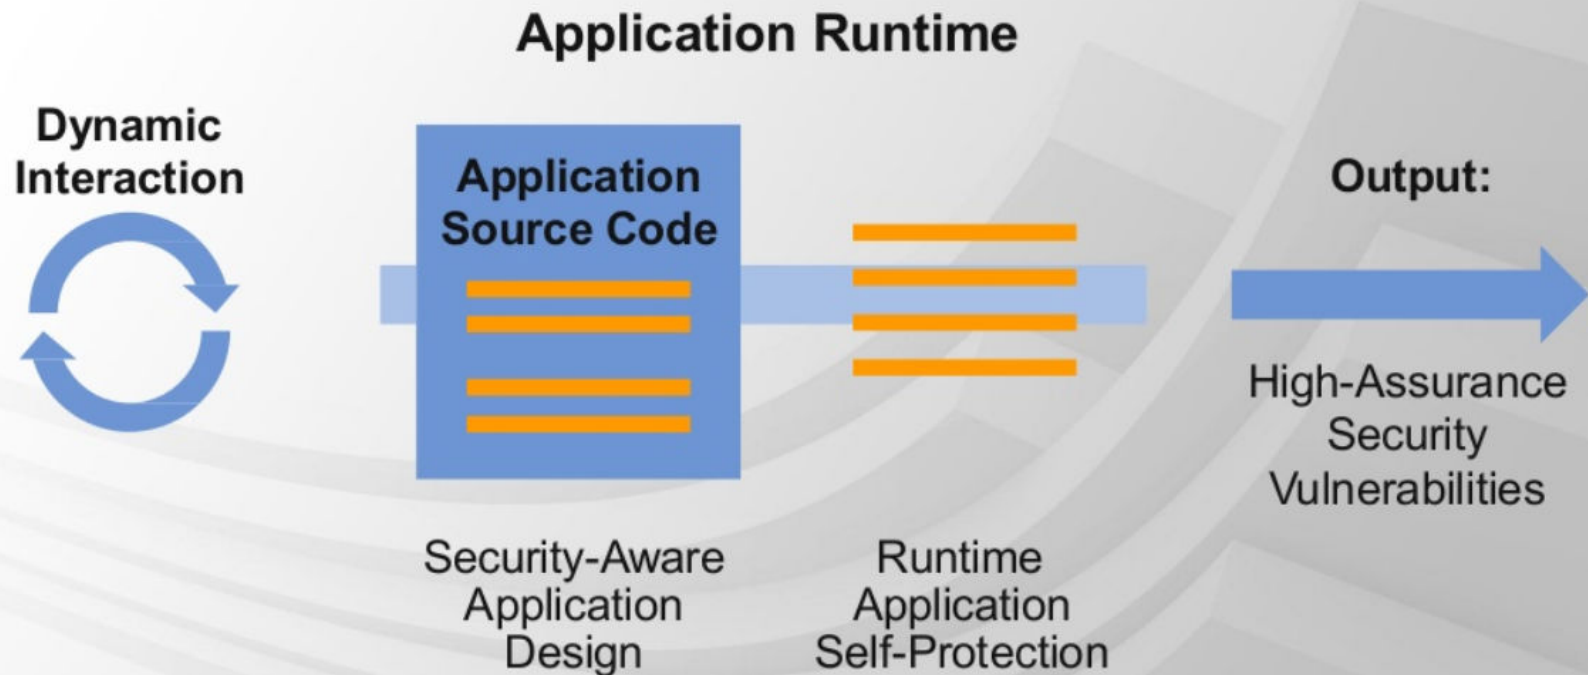 Application Runtime
Dynamic
Interaction
Application
Source Code
Output:
High-Assurance
Security
Vulnerabilities
Security-Aware
Application
Design
Runtime
Application
Self-Protection